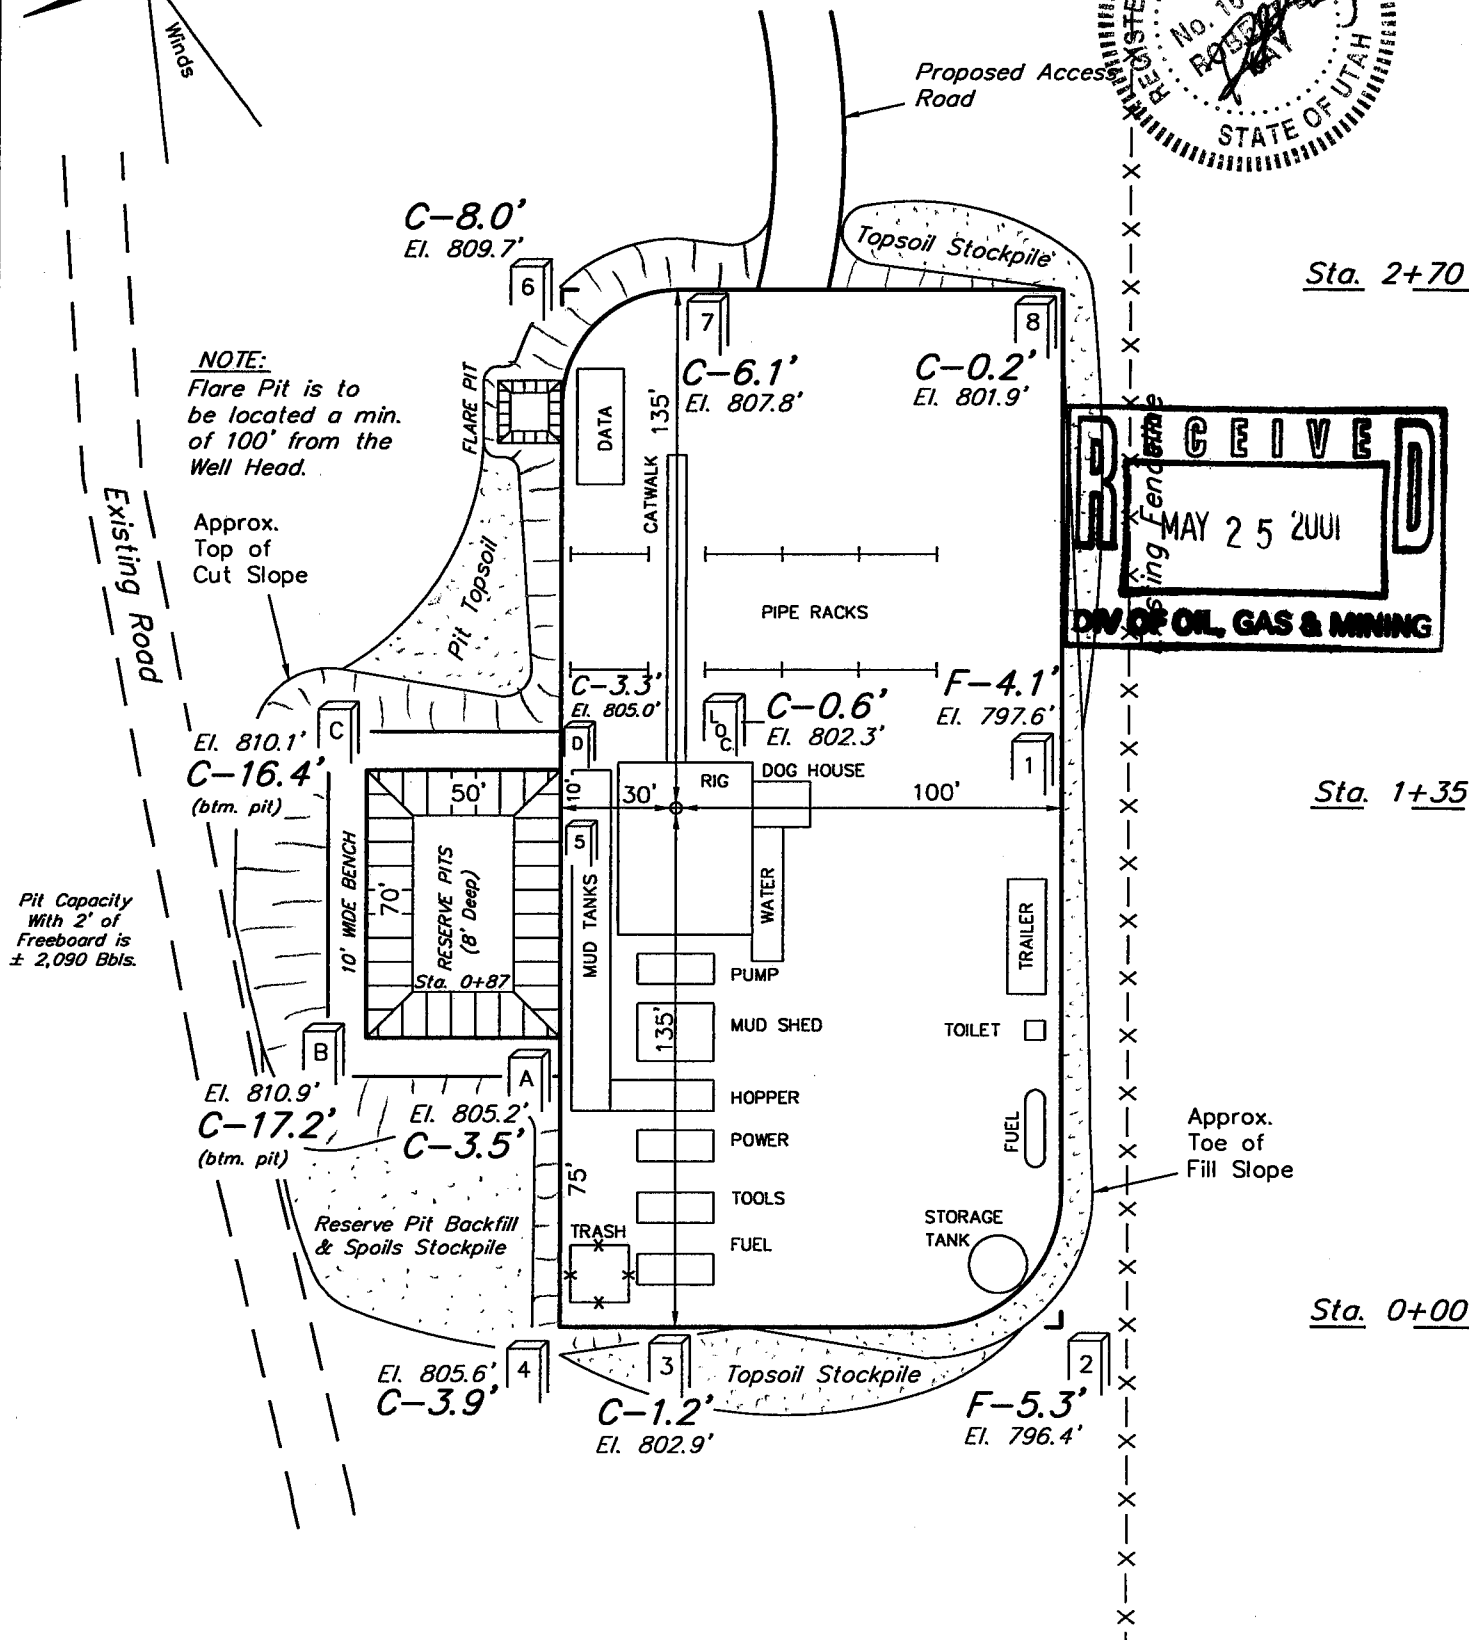 Winds
Proposed Access
Road
REGISTE
No. 16
STATE OF UTAH
C-8.0'
El. 809.7'
6
Topsoil Stockpile
Sta. 2+70
7
8
NOTE:
Flare Pit is to
be located a min.
of 100' from the
Well Head.
FLARE PIT
DATA
135'
C-6.1'
El. 807.8'
C-0.2'
El. 801.9'
RECEIVED
MAY 25 2001
DIV OF OIL, GAS & MINING
CATWALK
Existing Road
Approx.
Top of
Cut Slope
Pit Topsoil
PIPE RACKS
C-3.3'
El. 805.0'
LOC.
C-0.6'
El. 802.3'
F-4.1'
El. 797.6'
C
El. 810.1'
C-16.4'
(btm. pit)
D
1
RIG
DOG HOUSE
50'
10'
30'
100'
Sta. 1+35
5
10' WIDE BENCH
70'
RESERVE PITS
(8' Deep)
Sta. 0+87
MUD TANKS
WATER
TRAILER
Pit Capacity
With 2' of
Freeboard is
± 2,090 Bbls.
PUMP
135'
MUD SHED
TOILET
B
A
El. 810.9'
C-17.2'
(btm. pit)
El. 805.2'
C-3.5'
HOPPER
POWER
FUEL
Approx.
Toe of
Fill Slope
75'
TOOLS
Reserve Pit Backfill
& Spoils Stockpile
TRASH
FUEL
STORAGE
TANK
Sta. 0+00
El. 805.6'
C-3.9'
4
3
C-1.2'
El. 802.9'
Topsoil Stockpile
2
F-5.3'
El. 796.4'